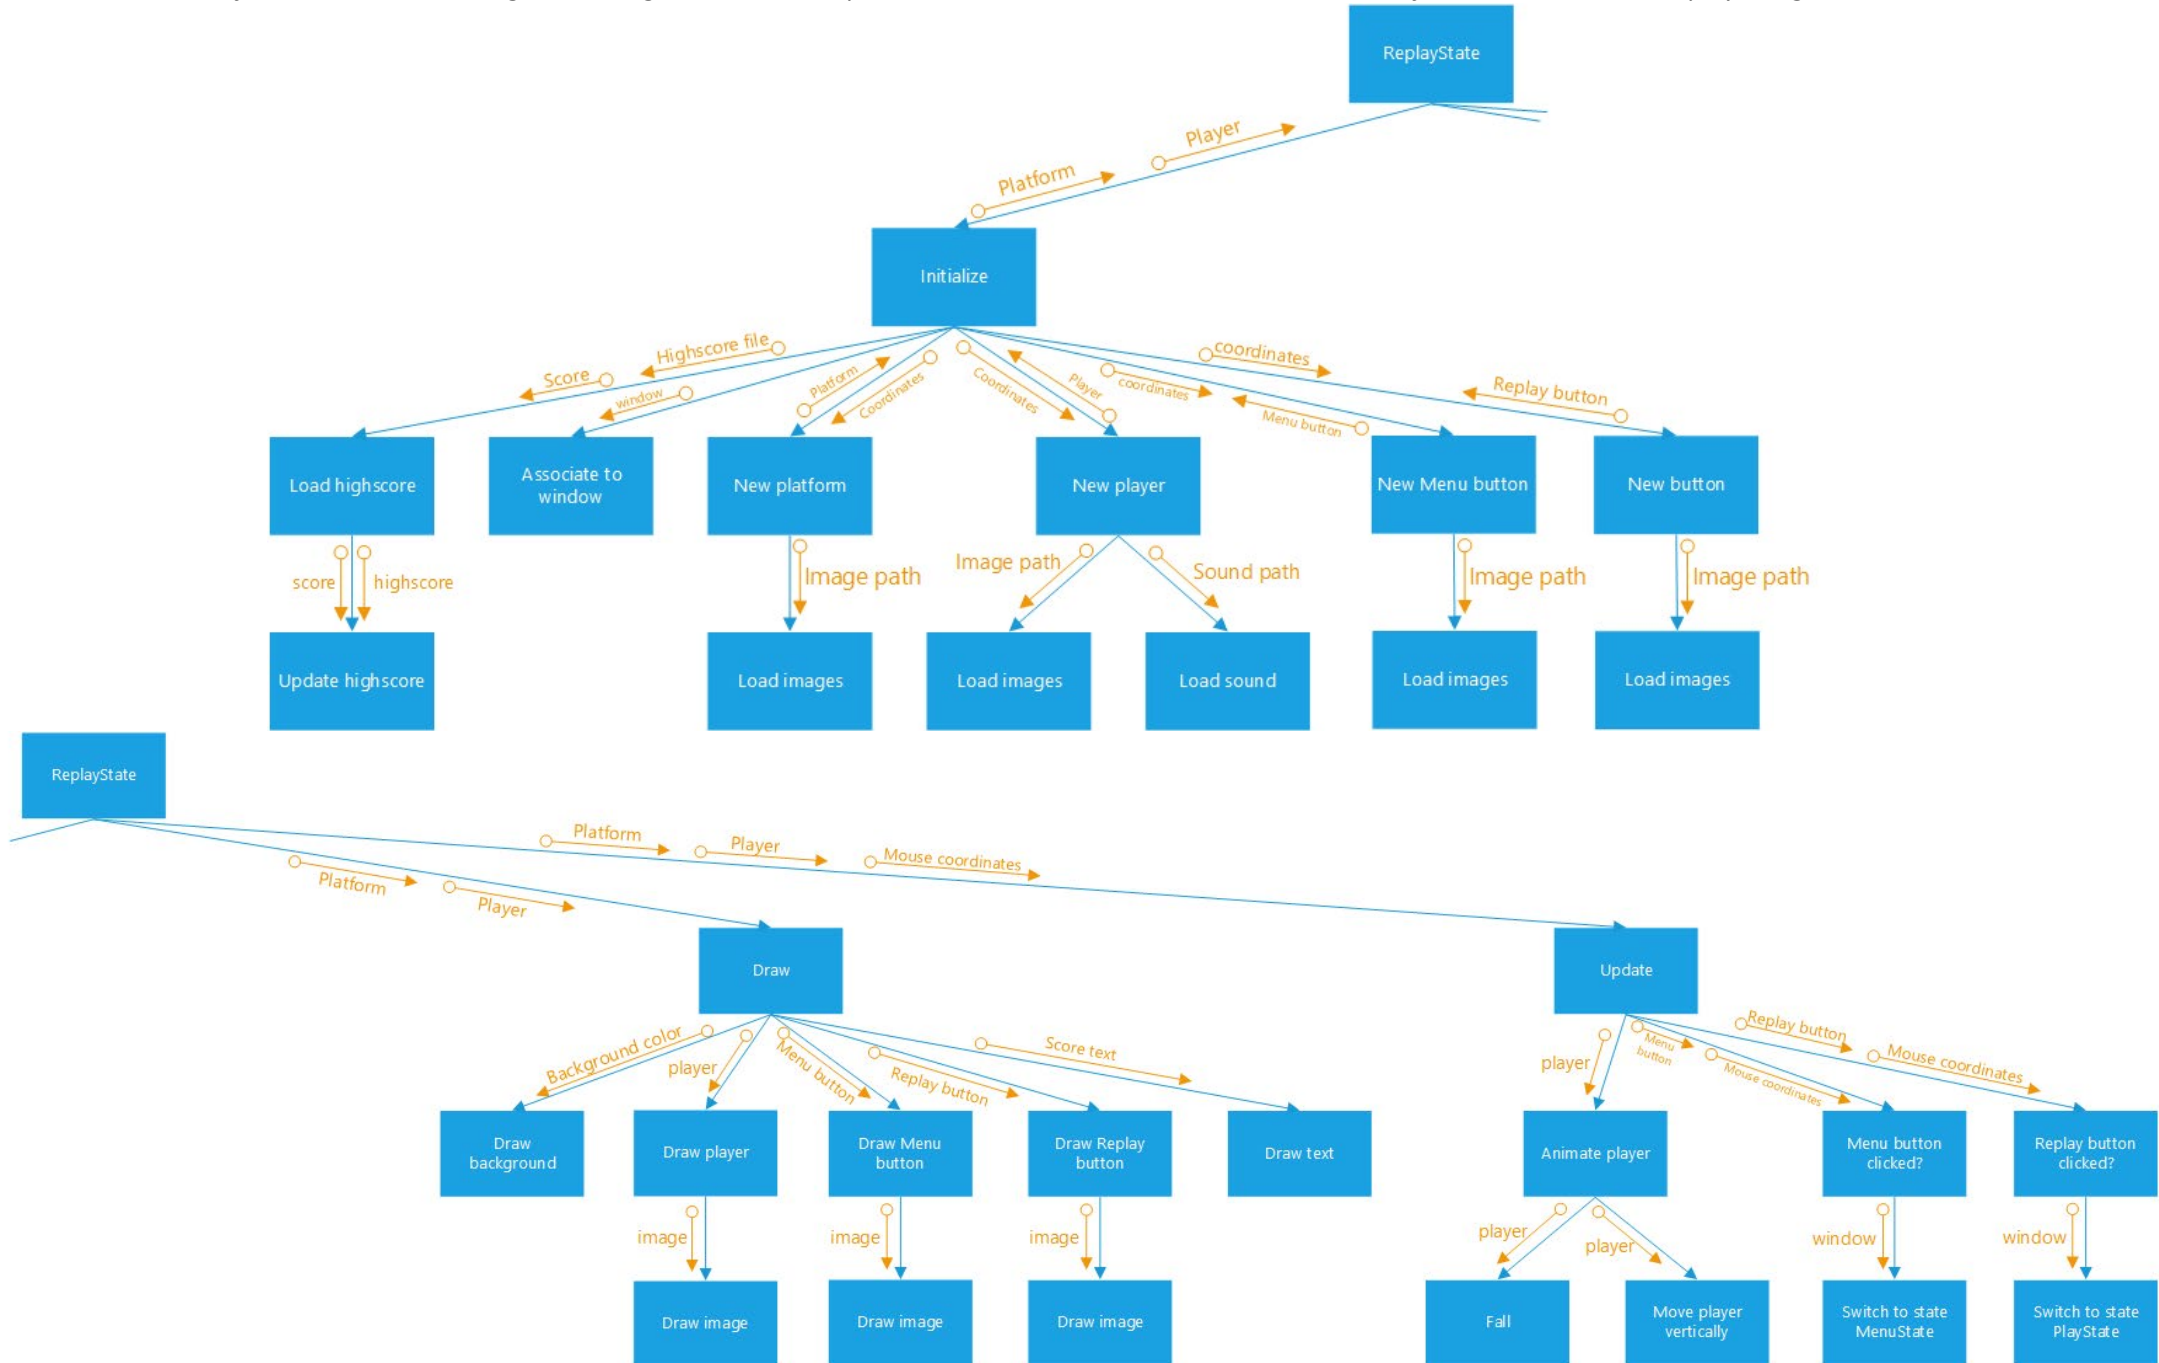 ReplayState
Player
Platform
Initialize
Highscore file
Score
window
Platform
Coordinates
Coordinates
Player
coordinates
Menu button
coordinates
Replay button
Load highscore
Associate to
window
New platform
New player
New Menu button
New button
score
highscore
Image path
Image path
Sound path
Image path
Image path
Update highscore
Load images
Load images
Load sound
Load images
Load images
ReplayState
Platform
Player
Mouse coordinates
Platform
Player
Draw
Update
Background color
player
Menu button
Replay button
Score text
player
Menu
button
Mouse coordinates
Replay button
Mouse coordinates
Draw
background
Draw player
Draw Menu
button
Draw Replay
button
Draw text
Animate player
Menu button
clicked?
Replay button
clicked?
image
image
image
player
player
window
window
Draw image
Draw image
Draw image
Fall
Move player
vertically
Switch to state
MenuState
Switch to state
PlayState